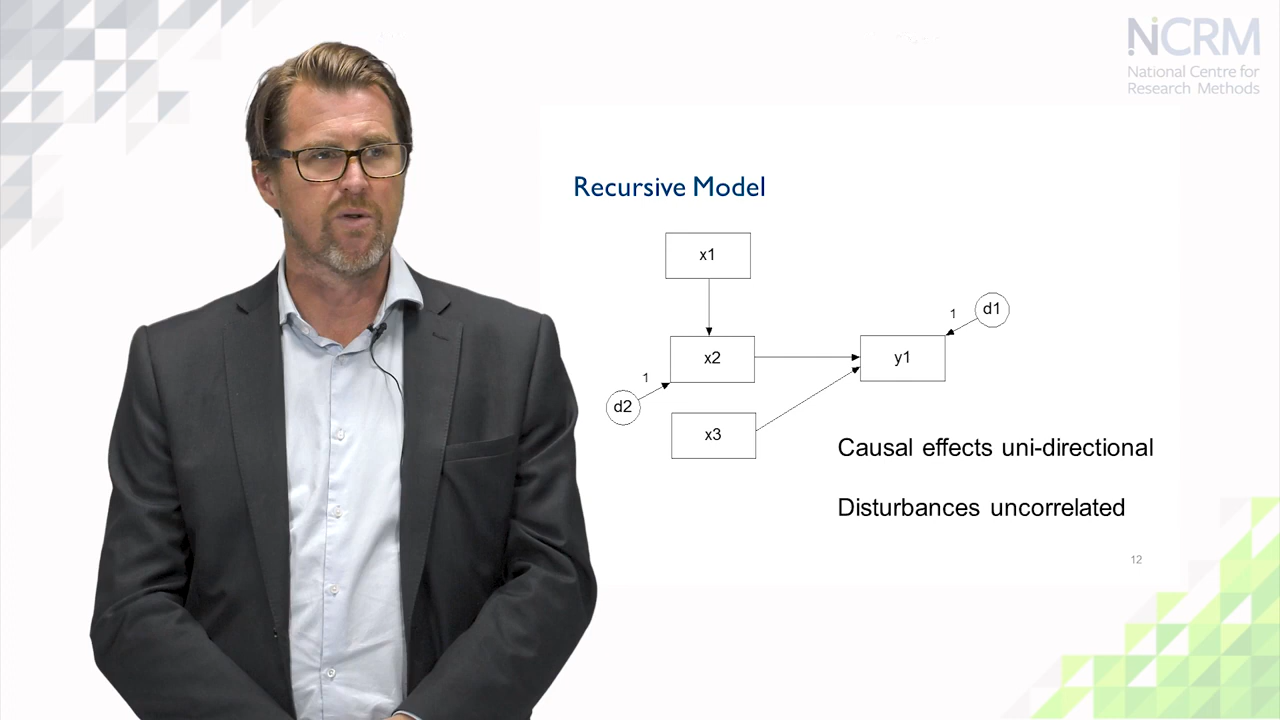 NCRM
National Centre for
Research Methods
Recursive Model
x1
d1
1
x2
y1
1
d2
x3
Causal effects uni-directional
Disturbances uncorrelated
12